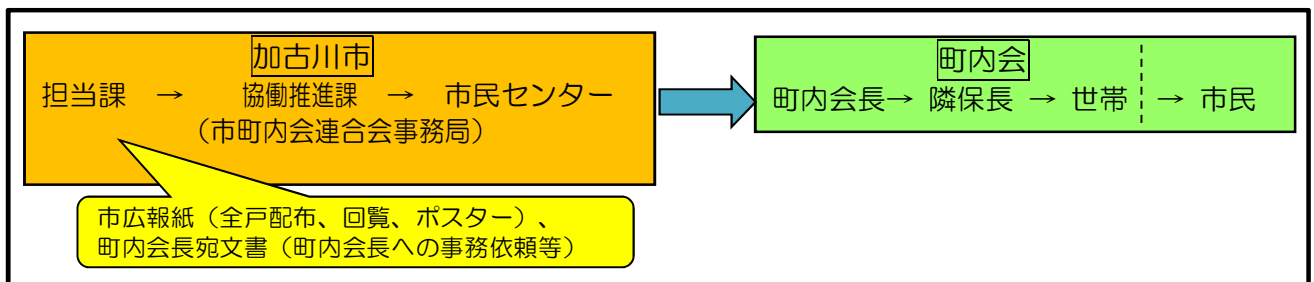 加古川市
担当課 → 協働推進課 → 市民センター
（市町内会連合会事務局）
市広報紙（全戸配布、回覧、ポスター）、
町内会長宛文書（町内会長への事務依頼等）
町内会
町内会長→ 隣保長 → 世帯 → 市民